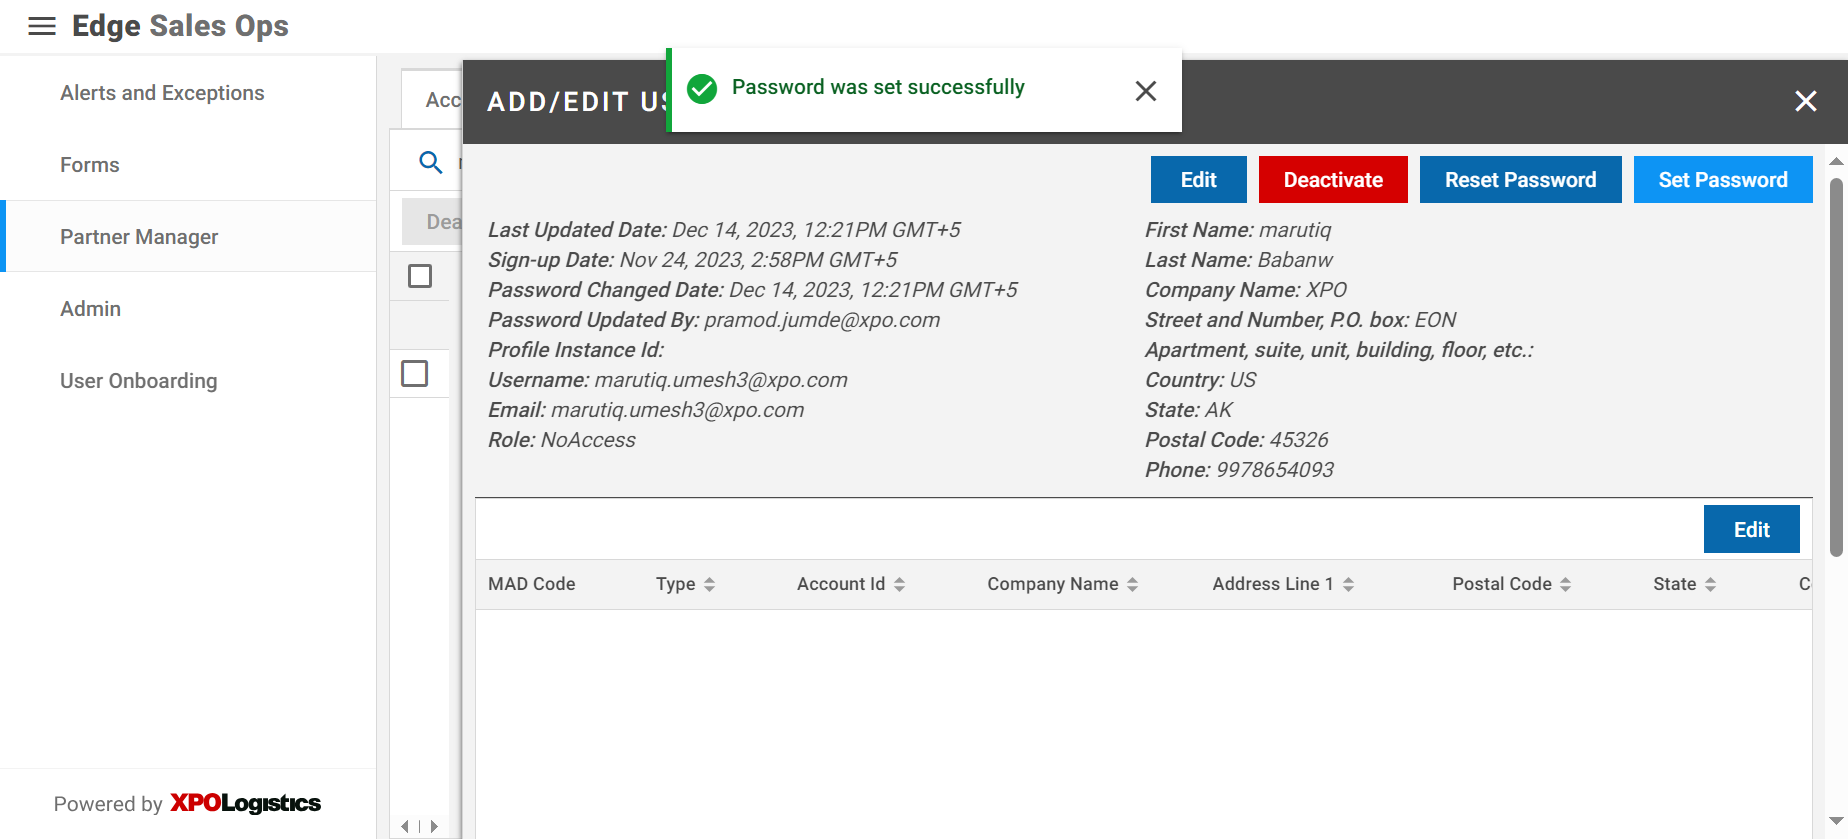 Edge Sales Ops
Alerts and Exceptions
Forms
Partner Manager
Admin
User Onboarding
Powered by XPOLogistics
Acc
Dea
ADD/EDIT US
Password was set successfully
Edit
Deactivate
Reset Password
Set Password
Last Updated Date: Dec 14, 2023, 12:21PM GMT+5
Sign-up Date: Nov 24, 2023, 2:58PM GMT+5
Password Changed Date: Dec 14, 2023, 12:21PM GMT+5
Password Updated By: pramod.jumde@xpo.com
Profile Instance Id:
Username: marutiq.umesh3@xpo.com
Email: marutiq.umesh3@xpo.com
Role: NoAccess
First Name: marutiq
Last Name: Babanw
Company Name: XPO
Street and Number, P.O. box: EON
Apartment, suite, unit, building, floor, etc.:
Country: US
State: AK
Postal Code: 45326
Phone: 9978654093
Edit
MAD Code Type Account Id Company Name Address Line 1 Postal Code State C